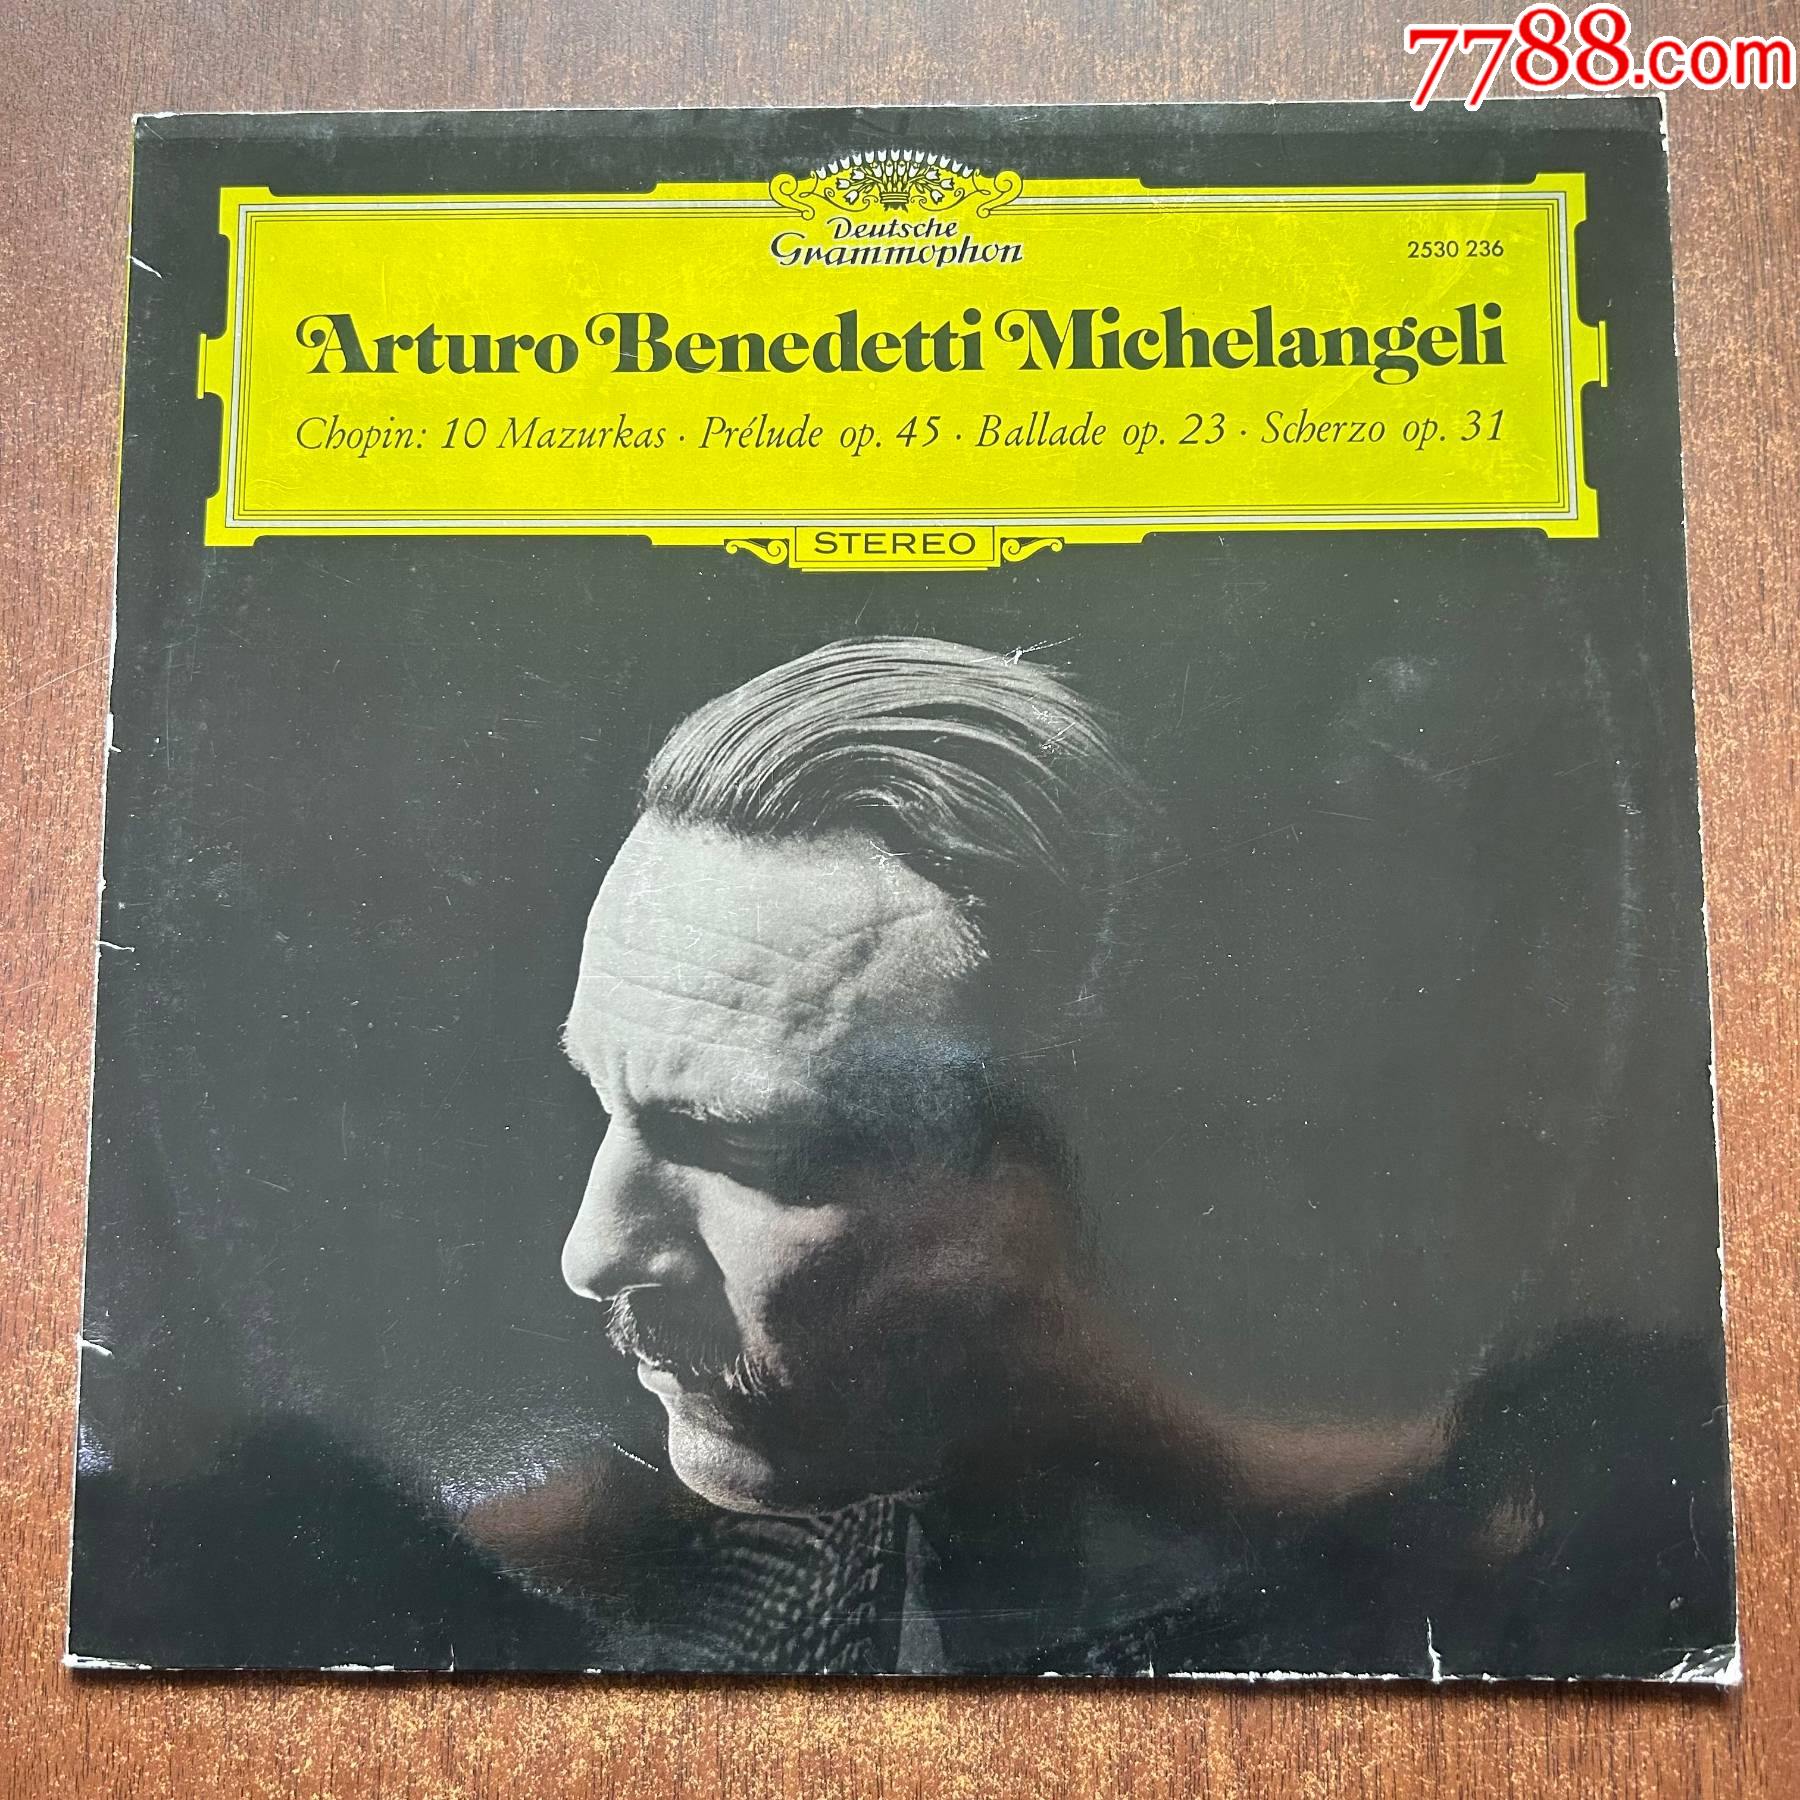 7788.com
Deutsche
Grammophon
2530 236
Arturo Benedetti Michelangeli
Chopin: 10 Mazurkas · Prélude op. 45 · Ballade op. 23 · Scherzo op. 31
STEREO